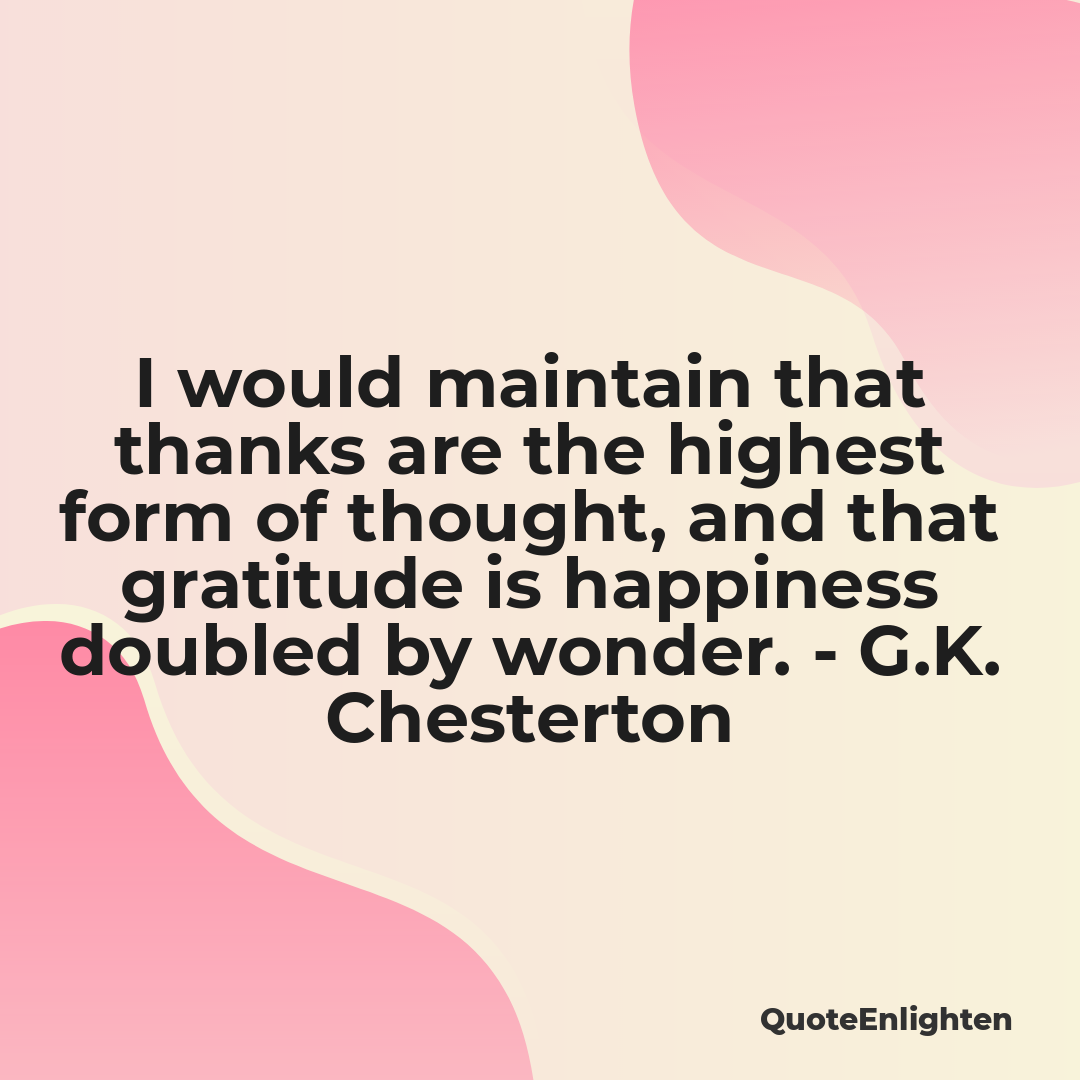 I would maintain that
thanks are the highest
form of thought, and that
gratitude is happiness
doubled by wonder. - G.K.
Chesterton
QuoteEnlighten